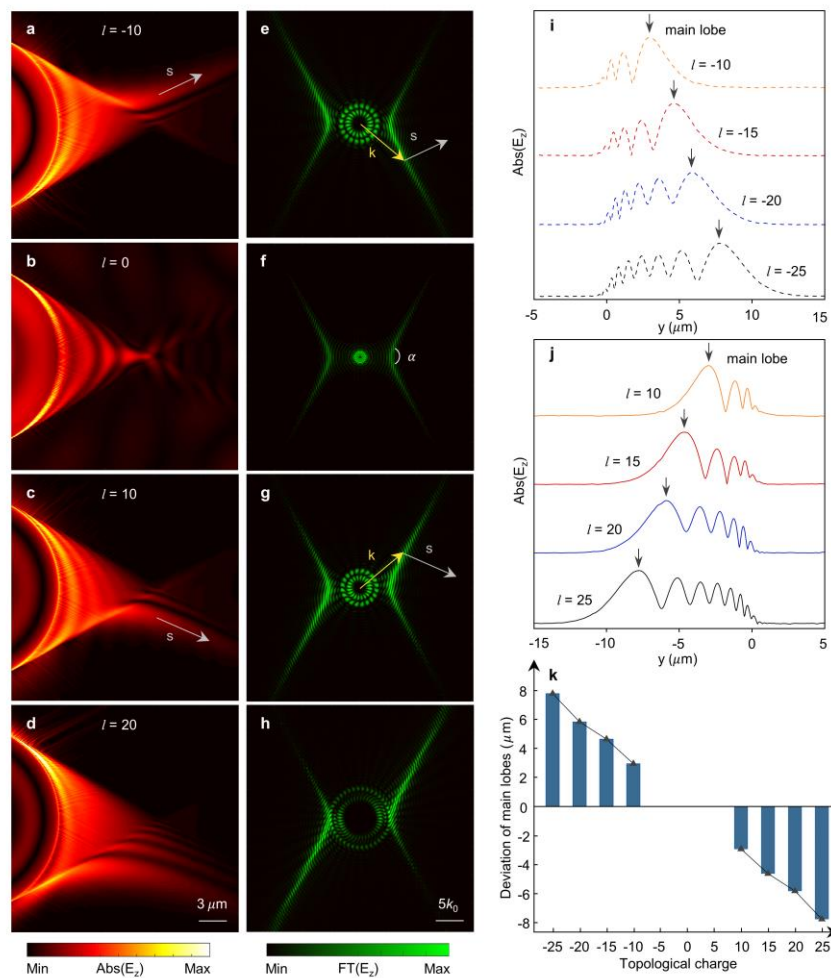 a
l = -10
s
b
l = 0
c
l = 10
s
d
l = 20
3 μm
Min
Abs(E_z)
Max
e
k
s
f
α
g
k
s
h
5k_0
Min
FT(E_z)
Max
i
main lobe
l = -10
l = -15
l = -20
l = -25
Abs(E_z)
-5
0
5
10
15
y (μm)
j
main lobe
l = 10
l = 15
l = 20
l = 25
Abs(E_z)
-15
-10
-5
0
5
y (μm)
k
Deviation of main lobes (μm)
8
6
4
2
0
-2
-4
-6
-8
-25 -20 -15 -10 -5 0 5 10 15 20 25
Topological charge